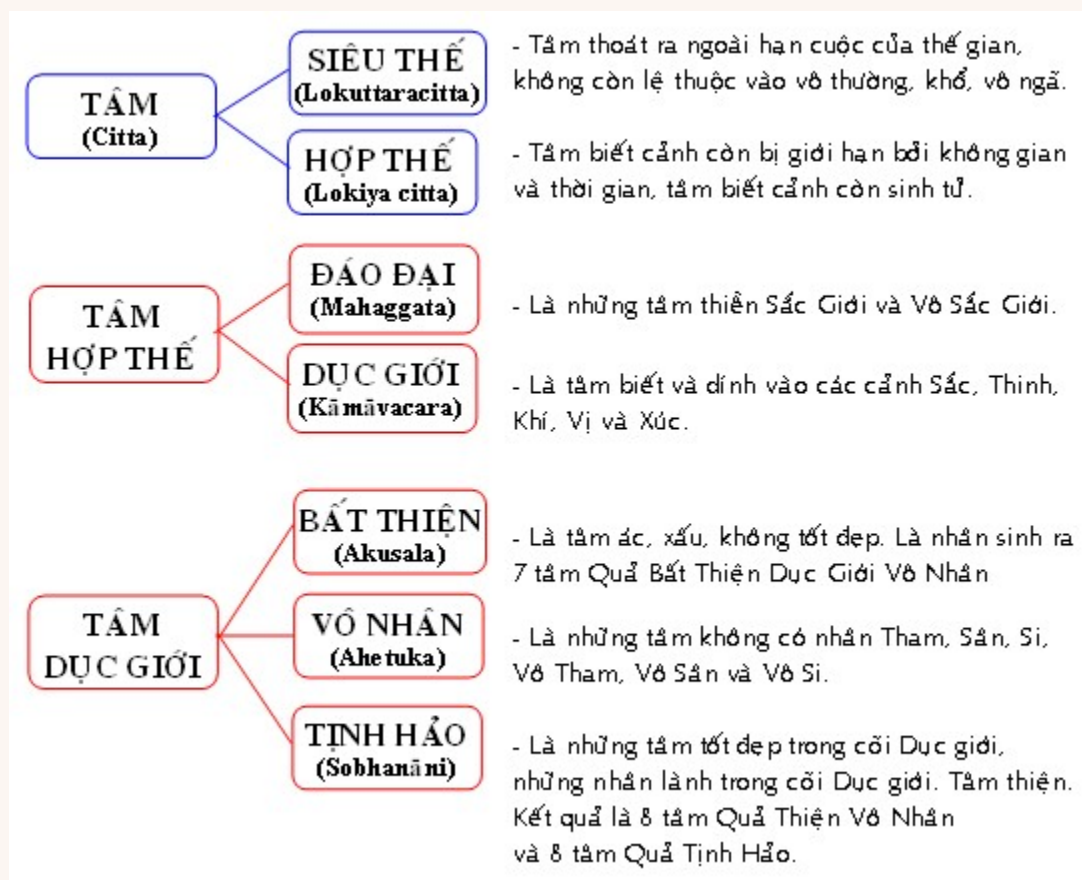 TÂM
(Citta)
SIÊU THẾ
(Lokuttaracitta)
- Tâm thoát ra ngoài hạn cuộc của thế gian,
không còn lệ thuộc vào vô thường, khổ, vô ngã.
HỢP THẾ
(Lokiya citta)
- Tâm biết cảnh còn bị giới hạn bởi không gian
và thời gian, tâm biết cảnh còn sinh tử.
TÂM
HỢP THẾ
ĐÁO ĐẠI
(Mahaggata)
- Là những tâm thiền Sắc Giới và Vô Sắc Giới.
DỤC GIỚI
(Kāmāvacara)
- Là tâm biết và dính vào các cảnh Sắc, Thinh,
Khí, Vị và Xúc.
TÂM
DỤC GIỚI
BẤT THIỆN
(Akusala)
- Là tâm ác, xấu, không tốt đẹp. Là nhân sinh ra
7 tâm Quả Bất Thiện Dục Giới Vô Nhân
VÔ NHÂN
(Ahetuka)
- Là những tâm không có nhân Tham, Sân, Si,
Vô Tham, Vô Sân và Vô Si.
TỊNH HẢO
(Sobhanāni)
- Là những tâm tốt đẹp trong cõi Dục giới,
những nhân lành trong cõi Dục giới. Tâm thiện.
Kết quả là 8 tâm Quả Thiện Vô Nhân
và 8 tâm Quả Tịnh Hảo.